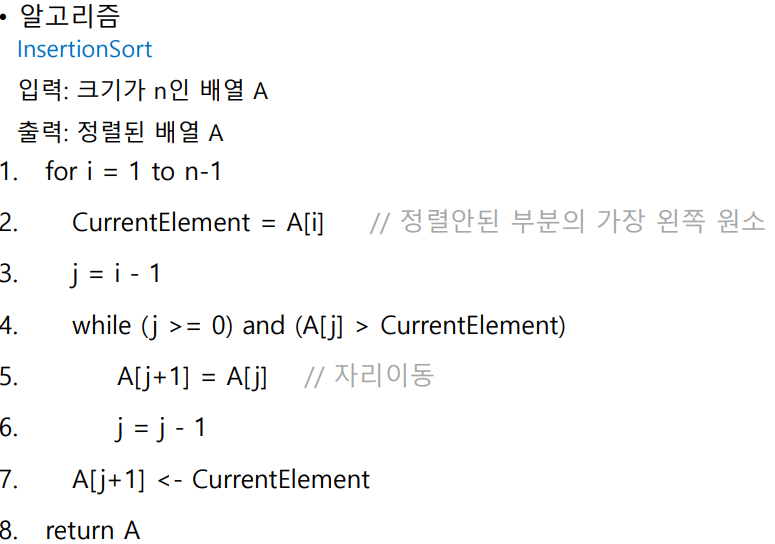 • 알고리즘
InsertionSort
입력: 크기가 n인 배열 A
출력: 정렬된 배열 A
1. for i = 1 to n-1
2. CurrentElement = A[i] // 정렬안된 부분의 가장 왼쪽 원소
3. j = i - 1
4. while (j >= 0) and (A[j] > CurrentElement)
5. A[j+1] = A[j] // 자리이동
6. j = j - 1
7. A[j+1] <- CurrentElement
8. return A